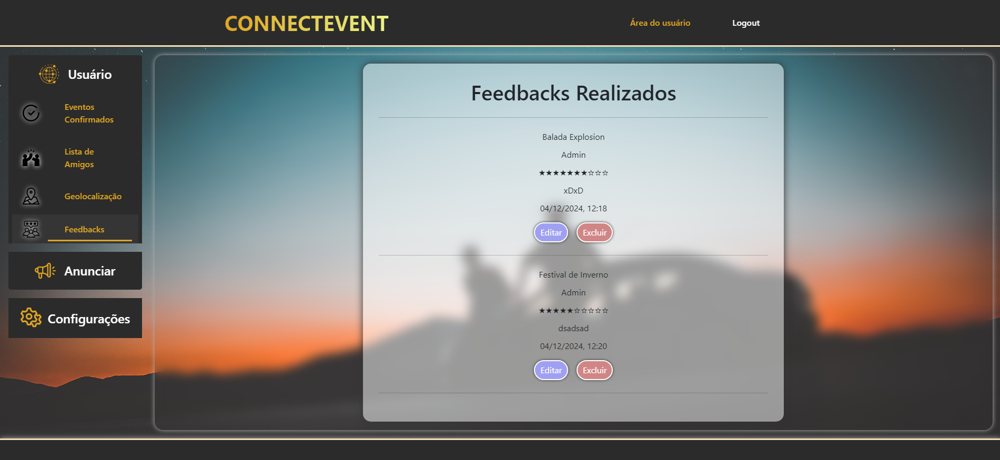 CONNECTEVENT
Área do usuário
Logout
Usuário
Eventos
Confirmados
Lista de
Amigos
Geolocalização
Feedbacks
Anunciar
Configurações
Feedbacks Realizados
Balada Explosion
Admin
★★★★★★★☆☆☆
xDxD
04/12/2024, 12:18
Editar Excluir
Festival de Inverno
Admin
★★★★★☆☆☆☆☆
dsadsad
04/12/2024, 12:20
Editar Excluir